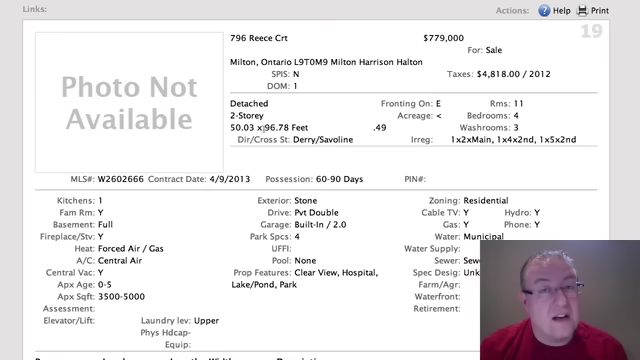 Links:
Actions: Help Print
19
Photo Not
Available
796 Reece Crt $779,000
For: Sale
Milton, Ontario L9T0M9 Milton Harrison Halton
SPIS: N Taxes: $4,818.00 / 2012
DOM: 1
Detached Fronting On: E Rms: 11
2-Storey Acreage: < Bedrooms: 4
50.03 x 96.78 Feet .49 Washrooms: 3
Dir/Cross St: Derry/Savoline Irreg: 1x2xMain, 1x4x2nd, 1x5x2nd
MLS#: W2602666 Contract Date: 4/9/2013 Possession: 60-90 Days PIN#:
Kitchens: 1 Exterior: Stone Zoning: Residential
Fam Rm: Y Drive: Pvt Double Cable TV: Y Hydro: Y
Basement: Full Garage: Built-In / 2.0 Gas: Y Phone: Y
Fireplace/Stv: Y Park Spcs: 4 Water: Municipal
Heat: Forced Air / Gas UFFI: Water Supply:
A/C: Central Air Pool: None Sewer:
Central Vac: Y Prop Features: Clear View, Hospital, Spec Desig:
Apx Age: 0-5 Lake/Pond, Park Farm/Agr:
Apx Sqft: 3500-5000 Waterfront:
Assessment: Retirement:
Elevator/Lift: Laundry lev: Upper
Phys Hdcap-
Equip: